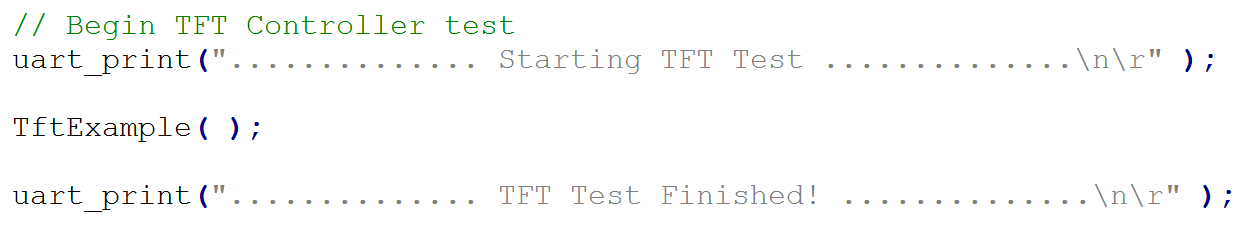 // Begin TFT Controller test
uart_print(".............. Starting TFT Test ..............\n\r" );
TftExample( );
uart_print(".............. TFT Test Finished! ..............\n\r" );